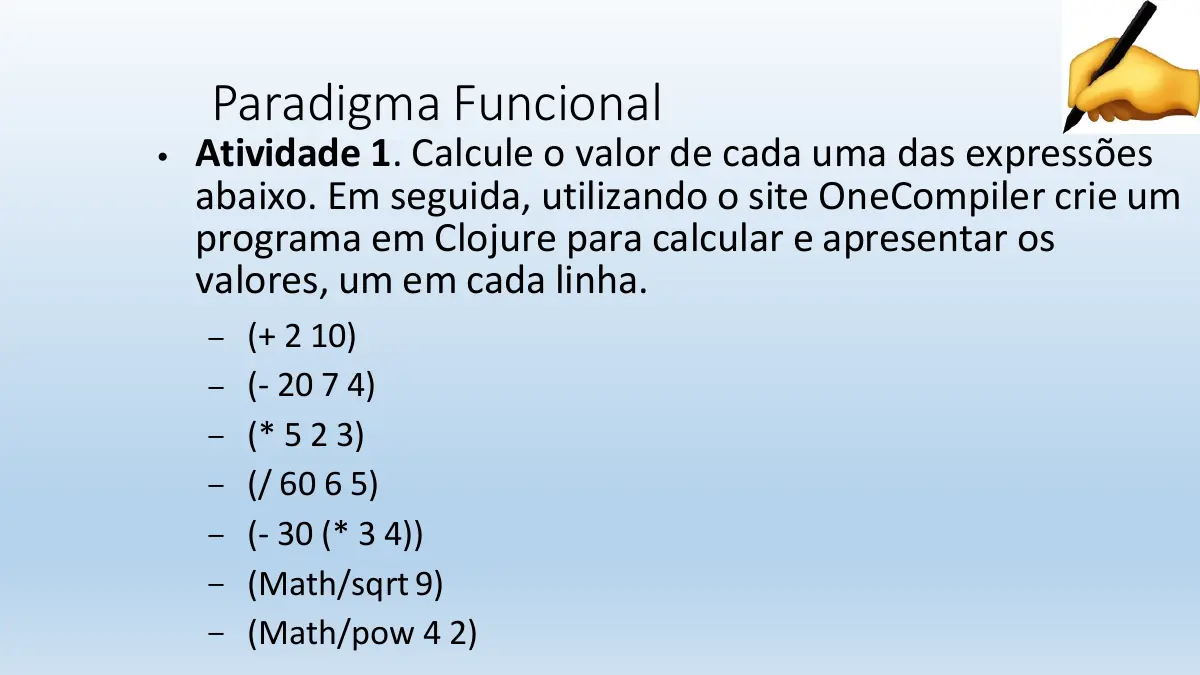 Paradigma Funcional
• Atividade 1. Calcule o valor de cada uma das expressões
abaixo. Em seguida, utilizando o site OneCompiler crie um
programa em Clojure para calcular e apresentar os
valores, um em cada linha.
– (+ 2 10)
– (- 20 7 4)
– (* 5 2 3)
– (/ 60 6 5)
– (- 30 (* 3 4))
– (Math/sqrt 9)
– (Math/pow 4 2)